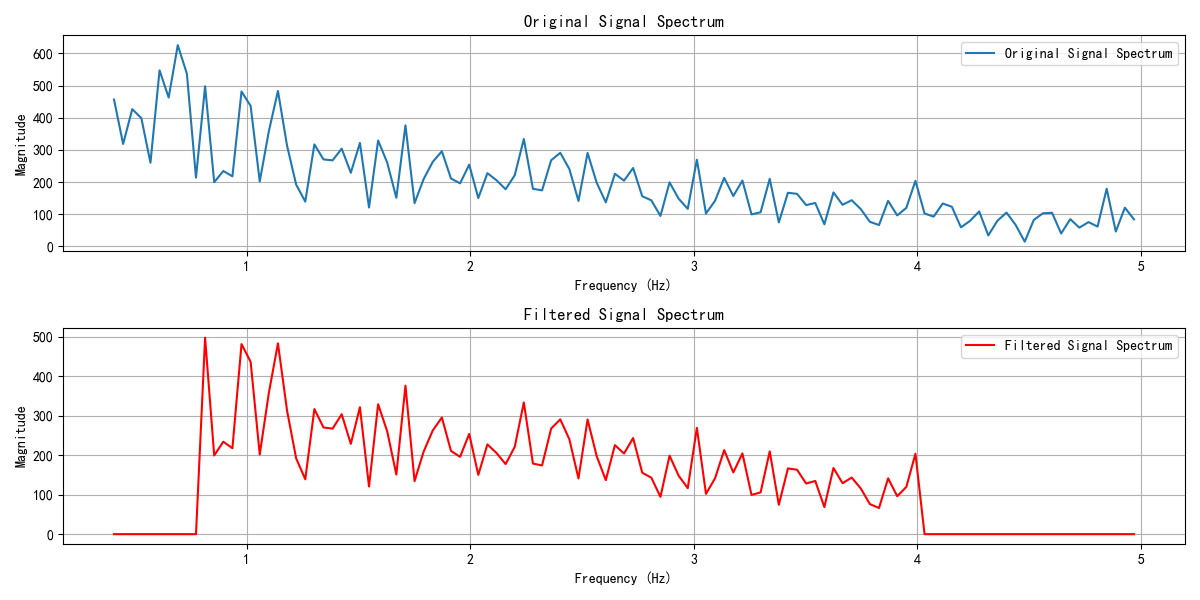 Original Signal Spectrum
Original Signal Spectrum
600
500
400
300
200
100
0
Magnitude
1 2 3 4 5
Frequency (Hz)
Filtered Signal Spectrum
Filtered Signal Spectrum
500
400
300
200
100
0
Magnitude
1 2 3 4 5
Frequency (Hz)